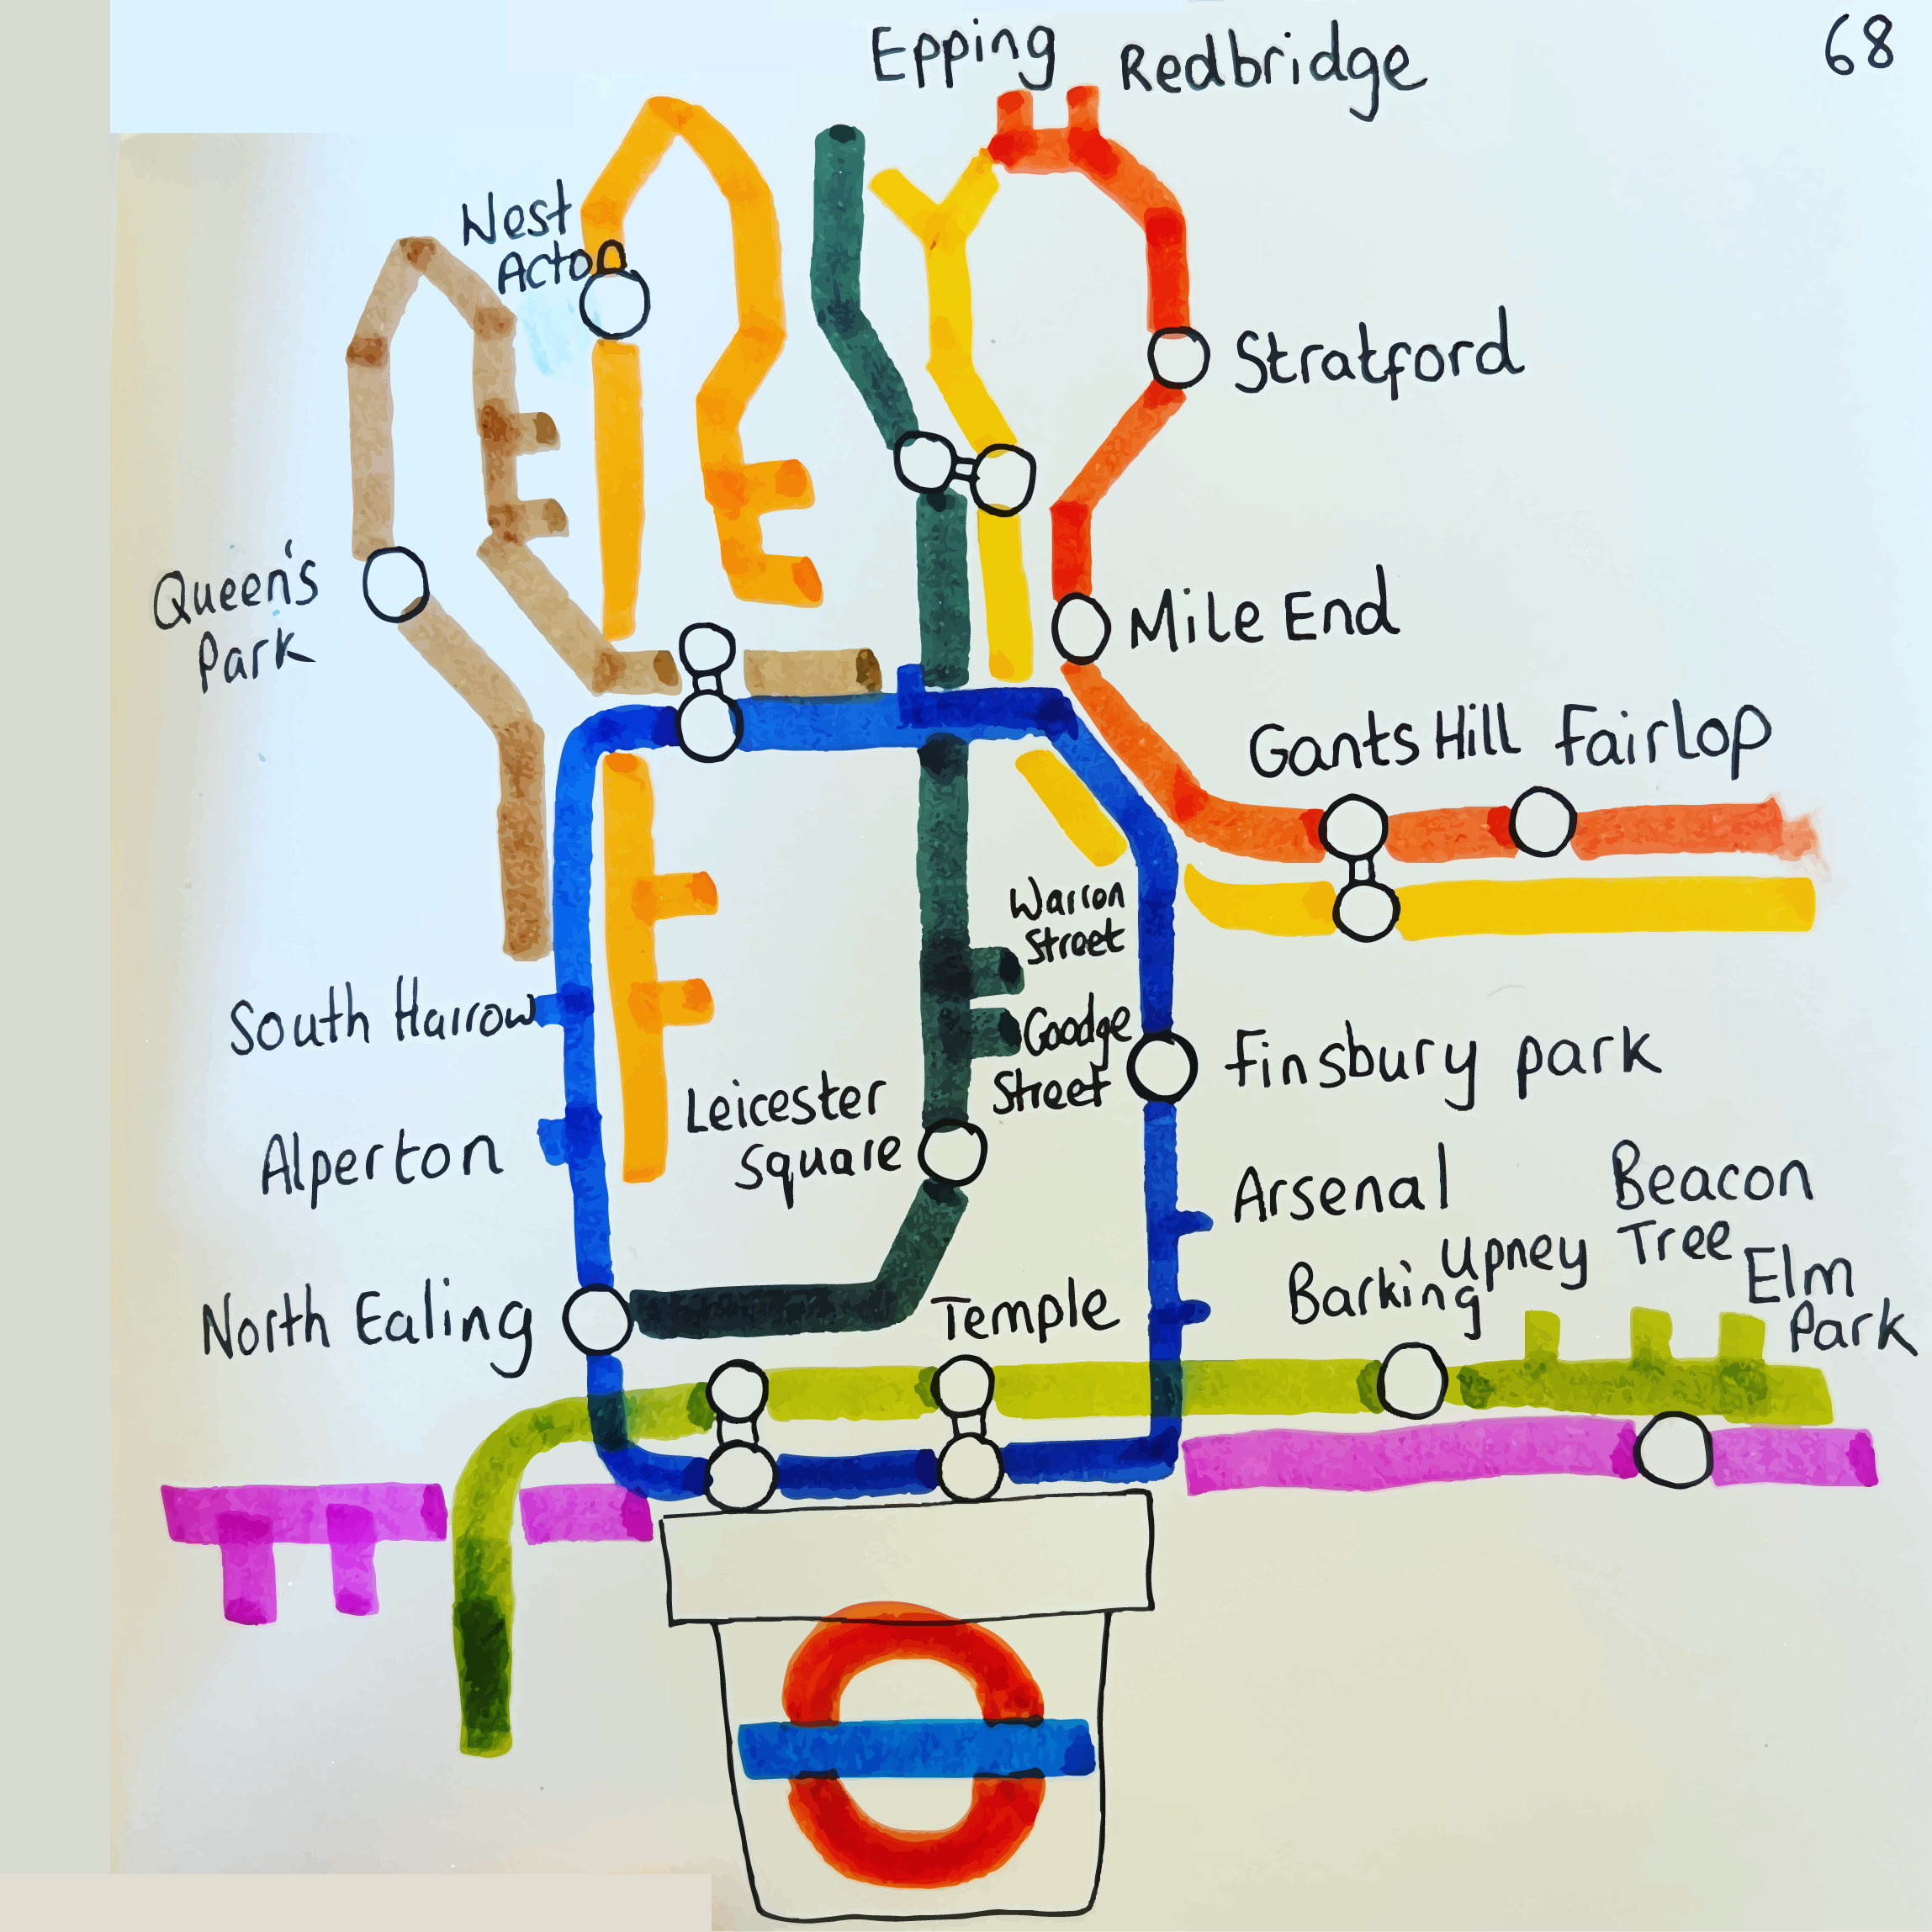 Epping
Redbridge
68
West
Acton
Stratford
Queen's
Park
Mile End
Gants Hill
Fairlop
Warren
Street
South Harrow
Goodge
Street
Finsbury park
Leicester
Square
Alperton
Arsenal
Beacon
Tree
Upney
Barking
Elm
Park
North Ealing
Temple